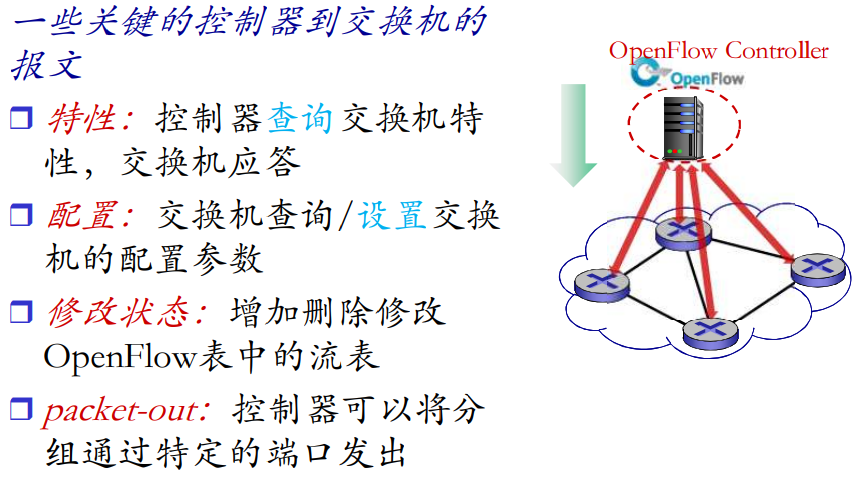 一些关键的控制器到交换机的
报文
特性：控制器查询交换机特
性，交换机应答
配置：交换机查询/设置交换
机的配置参数
修改状态：增加删除修改
OpenFlow表中的流表
packet-out：控制器可以将分
组通过特定的端口发出
OpenFlow Controller
OpenFlow